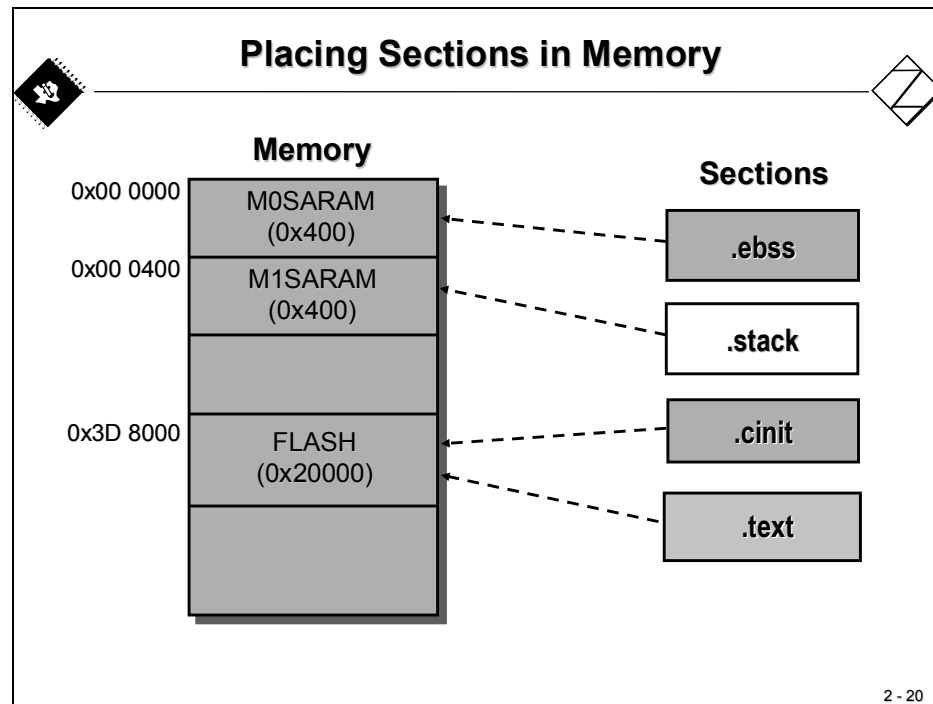 Placing Sections in Memory
Memory
Sections
0x00 0000
M0SARAM
(0x400)
.ebss
0x00 0400
M1SARAM
(0x400)
.stack
0x3D 8000
FLASH
(0x20000)
.cinit
.text
2 - 20